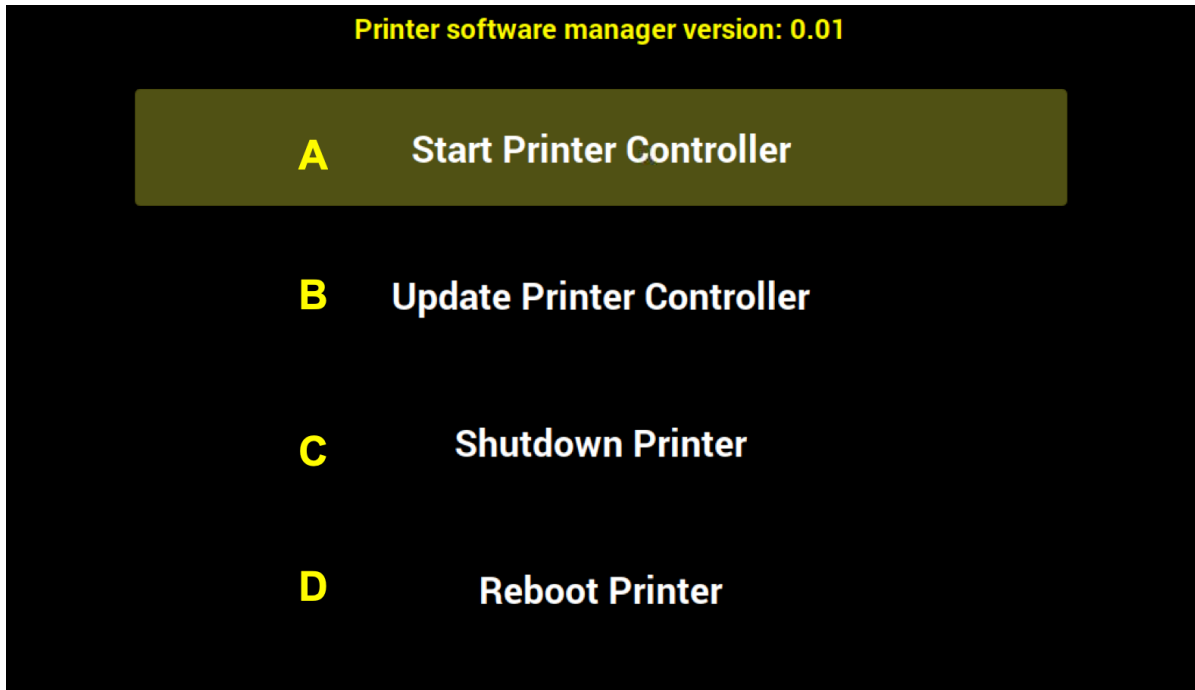 Printer software manager version: 0.01
A Start Printer Controller
B Update Printer Controller
C Shutdown Printer
D Reboot Printer